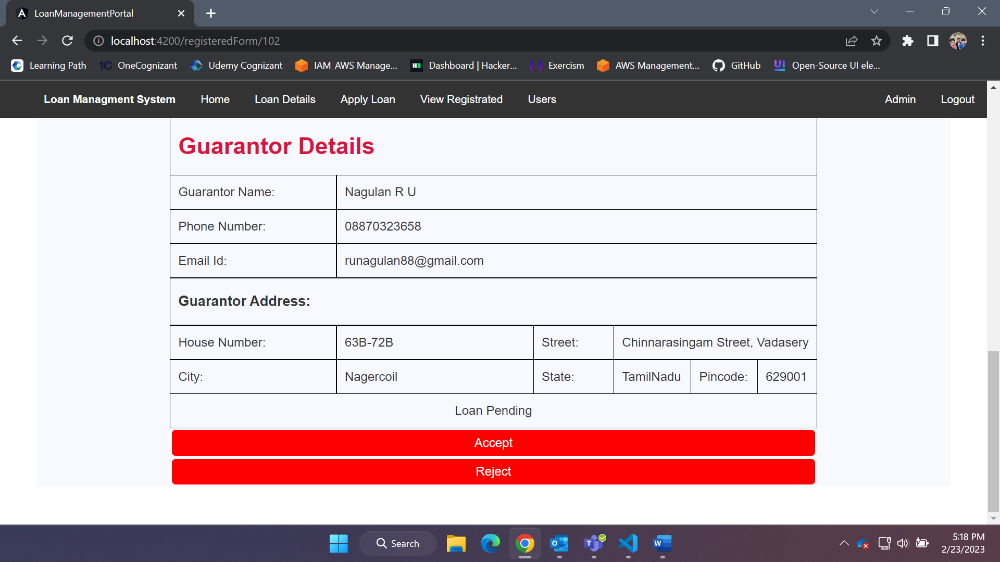 LoanManagementPortal
localhost:4200/registeredForm/102
Learning Path OneCognizant Udemy Cognizant IAM_AWS Manage... Dashboard | Hacker... Exercism AWS Management... GitHub Open-Source UI ele...
Loan Managment System Home Loan Details Apply Loan View Registrated Users Admin Logout
Guarantor Details
Guarantor Name: Nagulan R U
Phone Number: 08870323658
Email Id: runagulan88@gmail.com
Guarantor Address:
House Number: 63B-72B Street: Chinnarasingam Street, Vadasery
City: Nagercoil State: TamilNadu Pincode: 629001
Loan Pending
Accept
Reject
Search
5:18 PM
2/23/2023